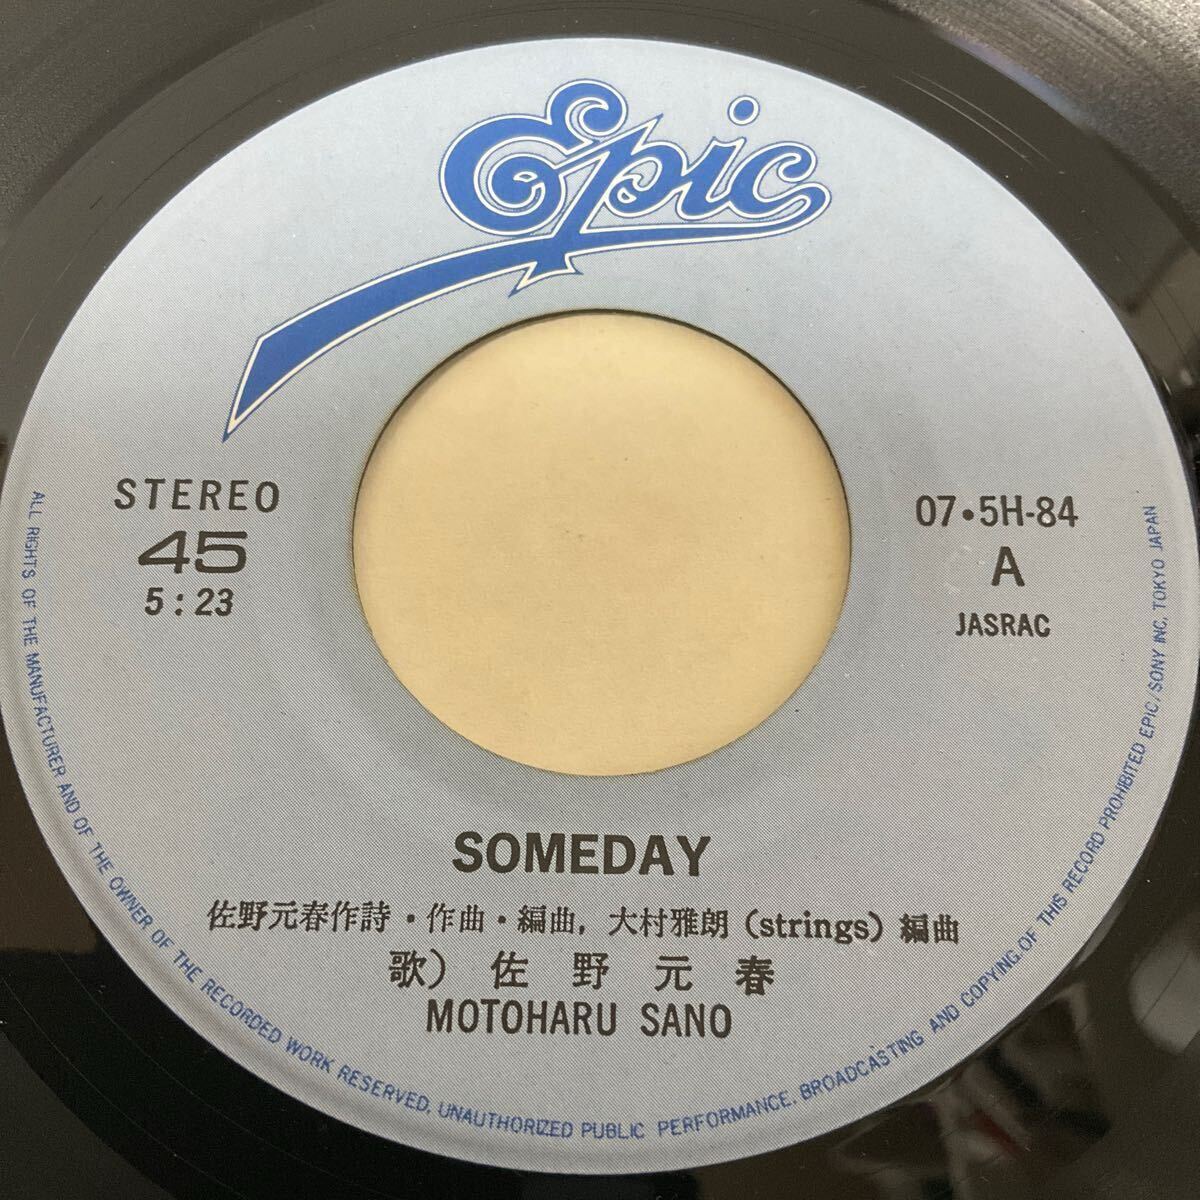 Epic
STEREO
45
5:23
07・5H-84
A
JASRAC
SOMEDAY
佐野元春作詩・作曲・編曲, 大村雅朗 (strings) 編曲
歌） 佐野元春
MOTOHARU SANO
ALL RIGHTS OF THE MANUFACTURER AND OF THE OWNER OF THE RECORDED WORK RESERVED. UNAUTHORIZED PUBLIC PERFORMANCE. BROADCASTING AND COPYING OF THIS RECORD PROHIBITED EPIC/SONY INC. TOKYO JAPAN